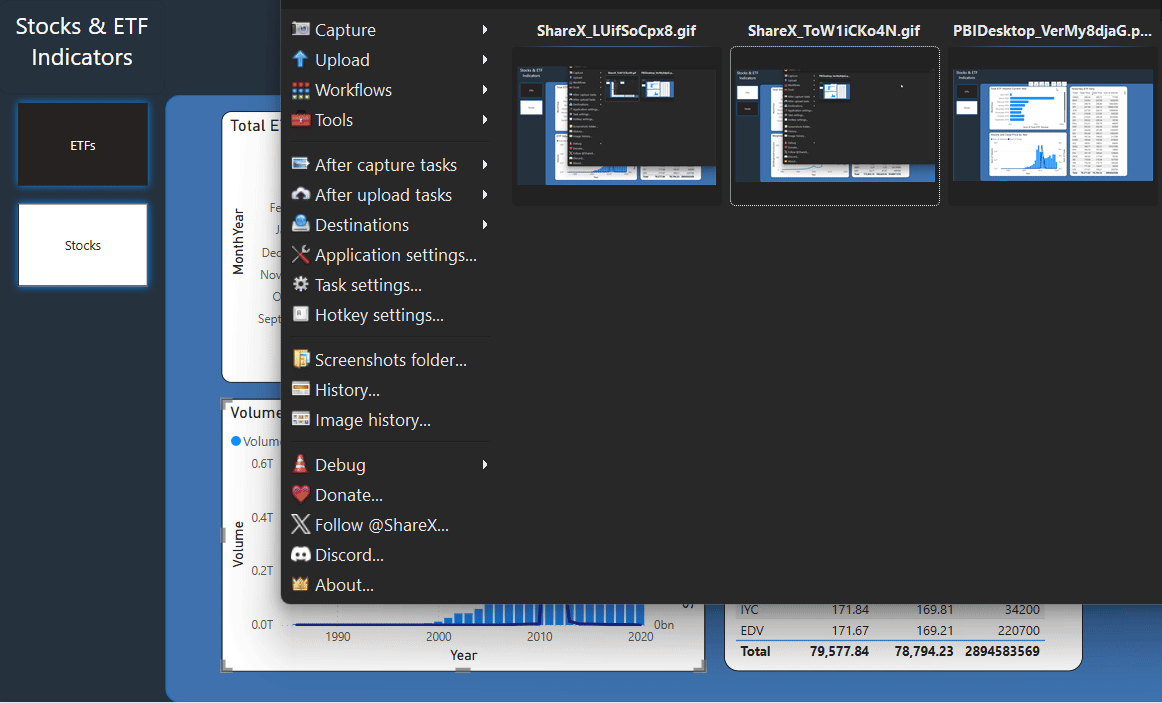 Stocks & ETF
Indicators
ETFs
Stocks
Total E
MonthYear
Fe
J
Dec
Nov
O
Sept
Volume
Volum
0.6T
0.4T
0.2T
0.0T
Volume
1990
2000
2010
2020
0bn
Year
Capture
Upload
Workflows
Tools
After capture tasks
After upload tasks
Destinations
Application settings...
Task settings...
Hotkey settings...
Screenshots folder...
History...
Image history...
Debug
Donate...
Follow @ShareX...
Discord...
About...
ShareX_LUifSoCpx8.gif
ShareX_ToW1iCKo4N.gif
PBIDesktop_VerMy8djaG.p...
IYC 171.84 169.81 34200
EDV 171.67 169.21 220700
Total 79,577.84 78,794.23 2894583569